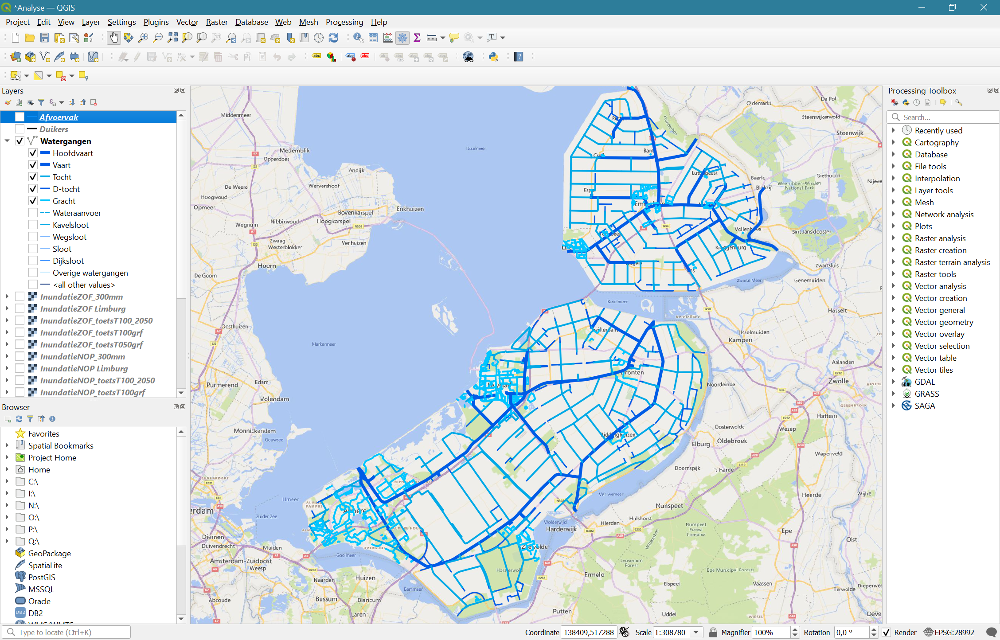 *Analyse — QGIS
Project Edit View Layer Settings Plugins Vector Raster Database Web Mesh Processing Help
Layers
Afvoervak
Duikers
Watergangen
Hoofdvaart
Vaart
Tocht
D-tocht
Gracht
Wateraanvoer
Kavelsloot
Wegsloot
Sloot
Dijksloot
Overige watergangen
<all other values>
InundatieZOF_300mm
InundatieZOF Limburg
InundatieZOF_toetsT100_2050
InundatieZOF_toetsT100grf
InundatieZOF_toetsT050grf
InundatieNOP_300mm
InundatieNOP Limburg
InundatieNOP_toetsT100_2050
InundatieNOP_toetsT100grf
Browser
Favorites
Spatial Bookmarks
Project Home
Home
C:\
I:\
N:\
O:\
P:\
Q:\
GeoPackage
SpatiaLite
PostGIS
MSSQL
Oracle
DB2
Middenmeer
Medemblik
Opperdoes
Andijk
De Weere
Wervershoof
Hoogwoud
Opmeer
Enkhuizen
Bovenkarspel
Nibbixwoud
Hoogkarspel
Wognum
N307
Zwaag
Westerblokker
Venhuizen
Hoorn
De Goorn
IJsselmeer
Oosthuizen
Markermeer
Purmerend
Edam
Volendam
Monnickendam
Gouwzee
IJmeer
Zuider Zee
Diemen
Duivendrecht
Muiden
Amsterdam-Zuidoost
Weesp
Gooimeer
Naarden
Huizen
Eemmeer
Abcoude
Bussum
Blaricum
Laren
De Pol
Oldemarkt
Steenwijkerwold
Kuinderbos
Steenwijk
Bant
Baarlo
Giethoorn
Blokzijl
Weerribben-Wieden
National Park
Vollenhove
Sint Jansklooster
Kraggenburg
Zwartsluis
Zwarte Meer
Genemuiden
Ketelmeer
N50
Hasselt
Keteleiland
IJsselmuiden
Kampen
Dronten
Aalanden
Zwolle
Noordeinde
Hattem
Oosterwolde
Wezep
Biddinghuizen
Elburg
Oldebroek
Wapenveld
Doornspijk
't Harde
Veluwemeer
Heerde
Wijhe
Nunspeet
Almere
Wolderwijd
Harderwijk
Hulshorst
Hierden
Nunspeet
Forest
Complex
Epe
Olst
Zeewolde
Leuvenum
Forest
Horsterwold
Epe Municipal Forests
Ermelo
Elspeet
Vaassen
Terwolde
Putten
Uddel
WIESEL
Processing Toolbox
Search...
Recently used
Cartography
Database
File tools
Interpolation
Layer tools
Mesh
Network analysis
Plots
Raster analysis
Raster creation
Raster terrain analysis
Raster tools
Vector analysis
Vector creation
Vector general
Vector geometry
Vector overlay
Vector selection
Vector table
Vector tiles
GDAL
GRASS
SAGA
Type to locate (Ctrl+K)
Coordinate 138409,517288 Scale 1:308780 Magnifier 100% Rotation 0,0 ° Render EPSG:28992